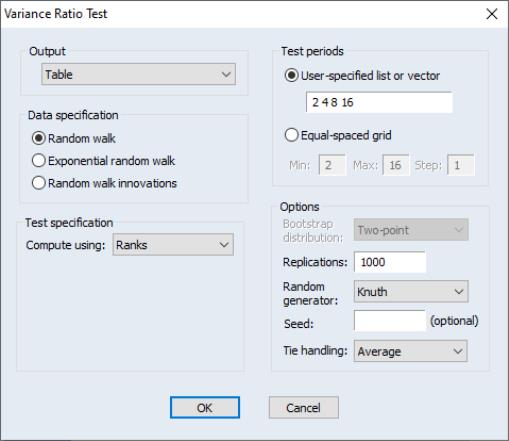 Variance Ratio Test
Output
Table
Data specification
Random walk
Exponential random walk
Random walk innovations
Test specification
Compute using: Ranks
Test periods
User-specified list or vector
2 4 8 16
Equal-spaced grid
Min: 2 Max: 16 Step: 1
Options
Bootstrap distribution: Two-point
Replications: 1000
Random generator: Knuth
Seed: (optional)
Tie handling: Average
OK Cancel